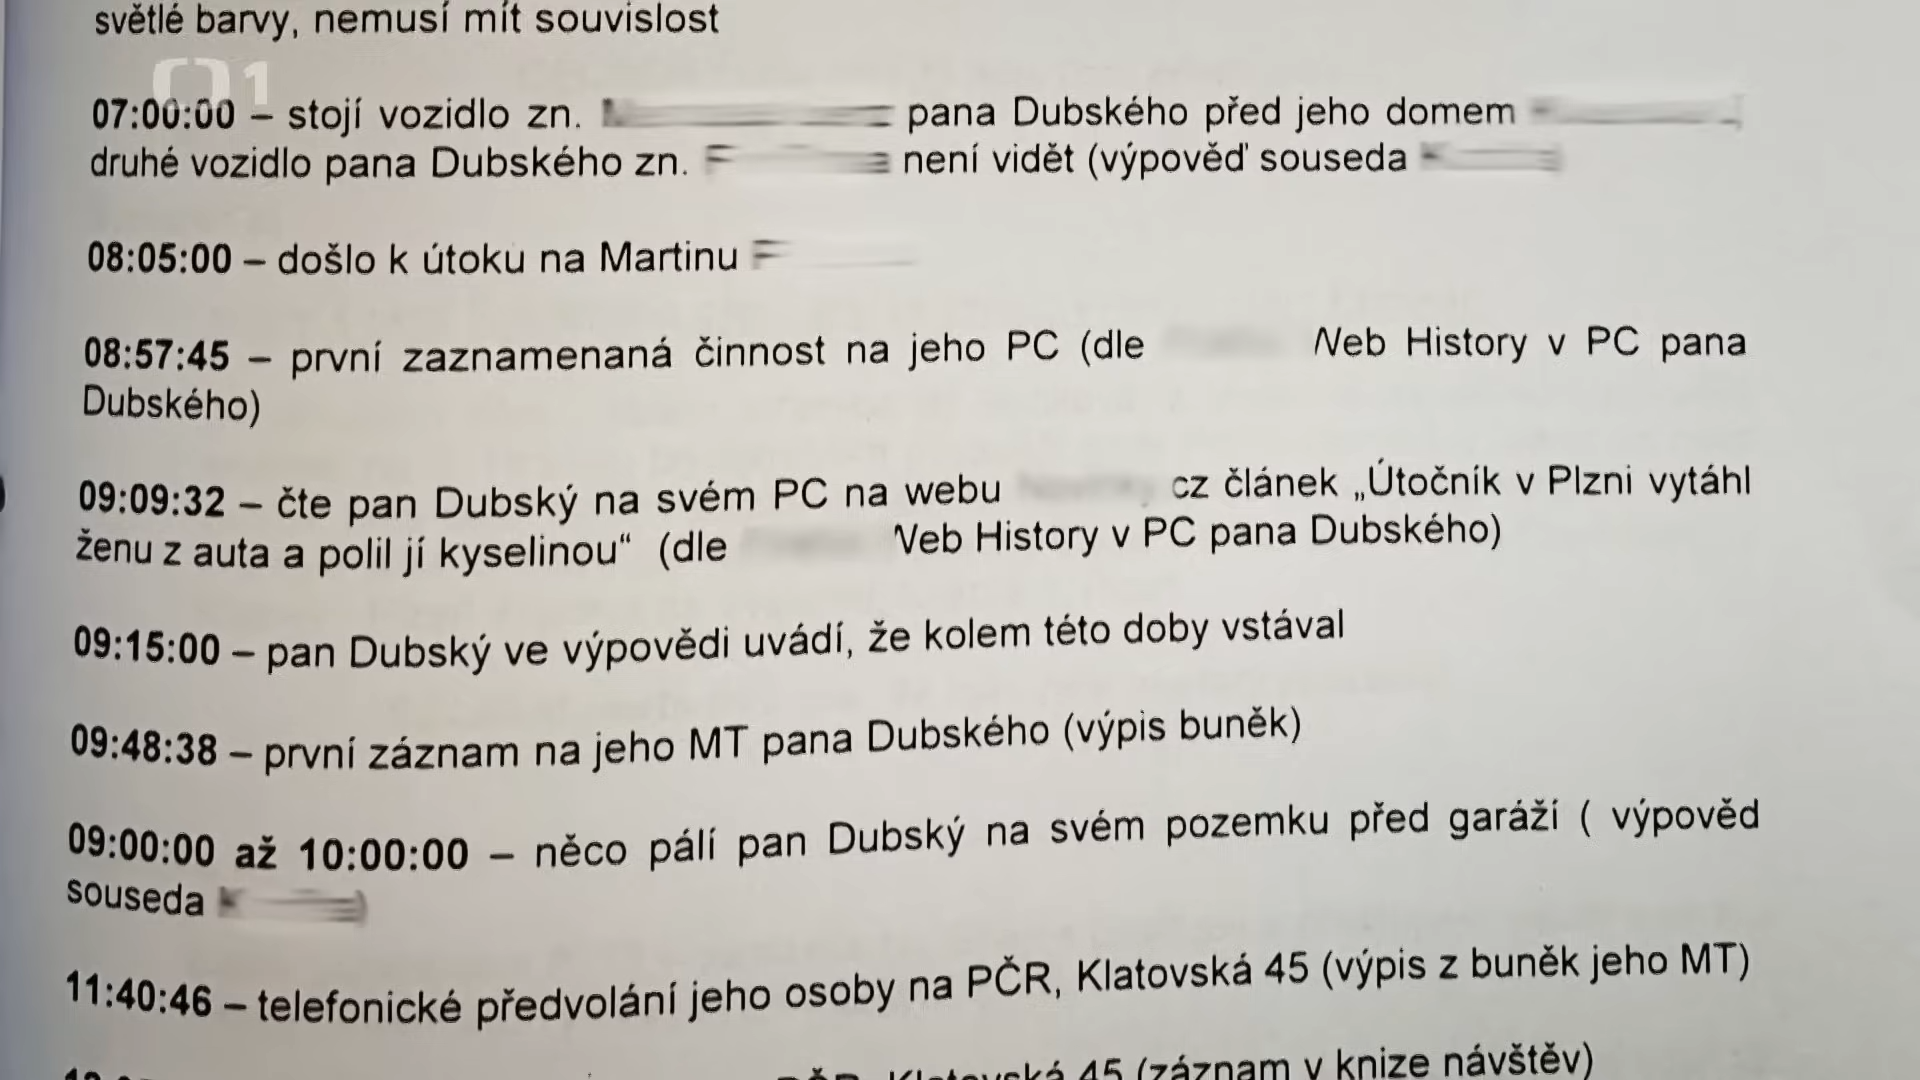 světlé barvy, nemusí mít souvislost
1
07:00:00 – stojí vozidlo zn. pana Dubského před jeho domem
druhé vozidlo pana Dubského zn. není vidět (výpověď souseda
08:05:00 – došlo k útoku na Martinu
08:57:45 – první zaznamenaná činnost na jeho PC (dle Web History v PC pana
Dubského)
09:09:32 – čte pan Dubský na svém PC na webu cz článek „Útočník v Plzni vytáhl
ženu z auta a polil jí kyselinou“ (dle Web History v PC pana Dubského)
09:15:00 – pan Dubský ve výpovědi uvádí, že kolem této doby vstával
09:48:38 – první záznam na jeho MT pana Dubského (výpis buněk)
09:00:00 až 10:00:00 – něco pálí pan Dubský na svém pozemku před garáží ( výpověd
souseda
11:40:46 – telefonické předvolání jeho osoby na PČR, Klatovská 45 (výpis z buněk jeho MT)
PČR, Klatovská 45 (záznam v knize návštěv)